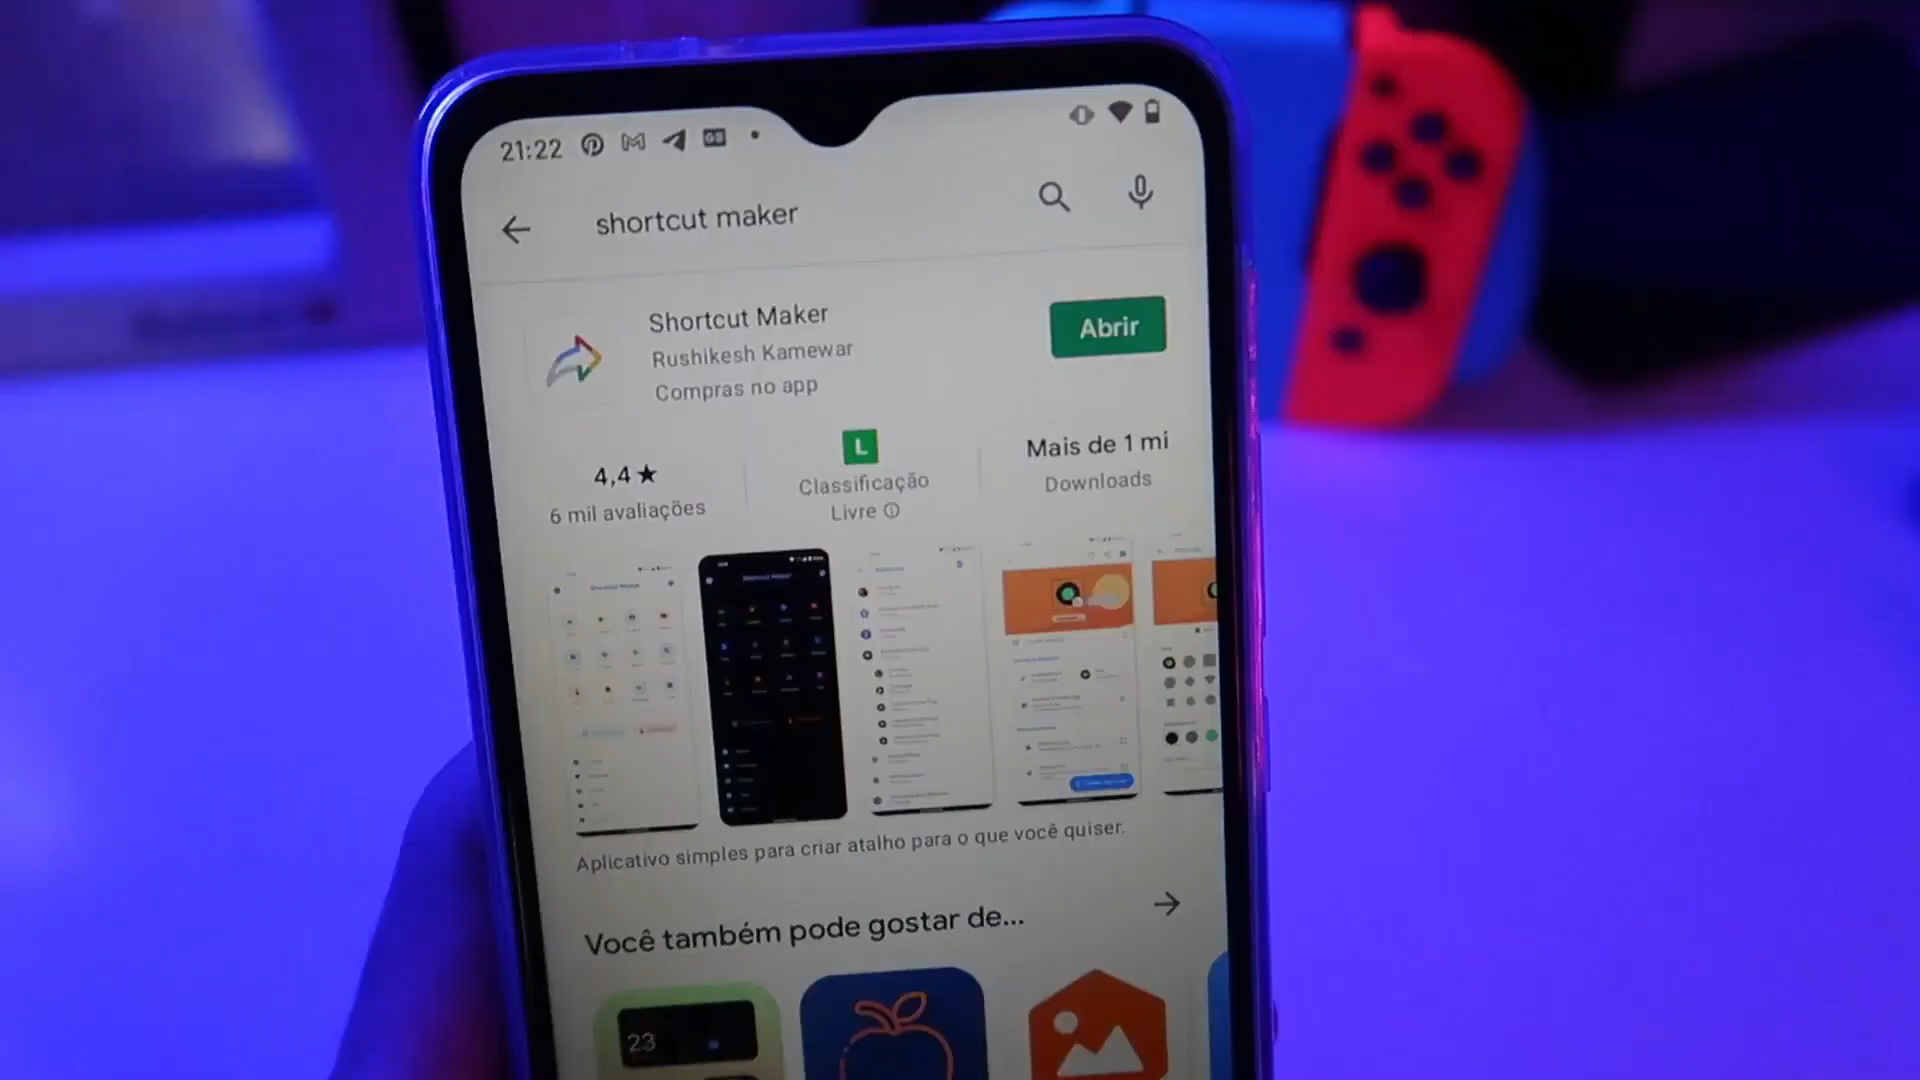 21:22
shortcut maker
Shortcut Maker
Rushikesh Kamewar
Compras no app
Abrir
4,4★
6 mil avaliações
L
Classificação
Livre
Mais de 1 mi
Downloads
Aplicativo simples para criar atalho para o que você quiser.
Você também pode gostar de...
23